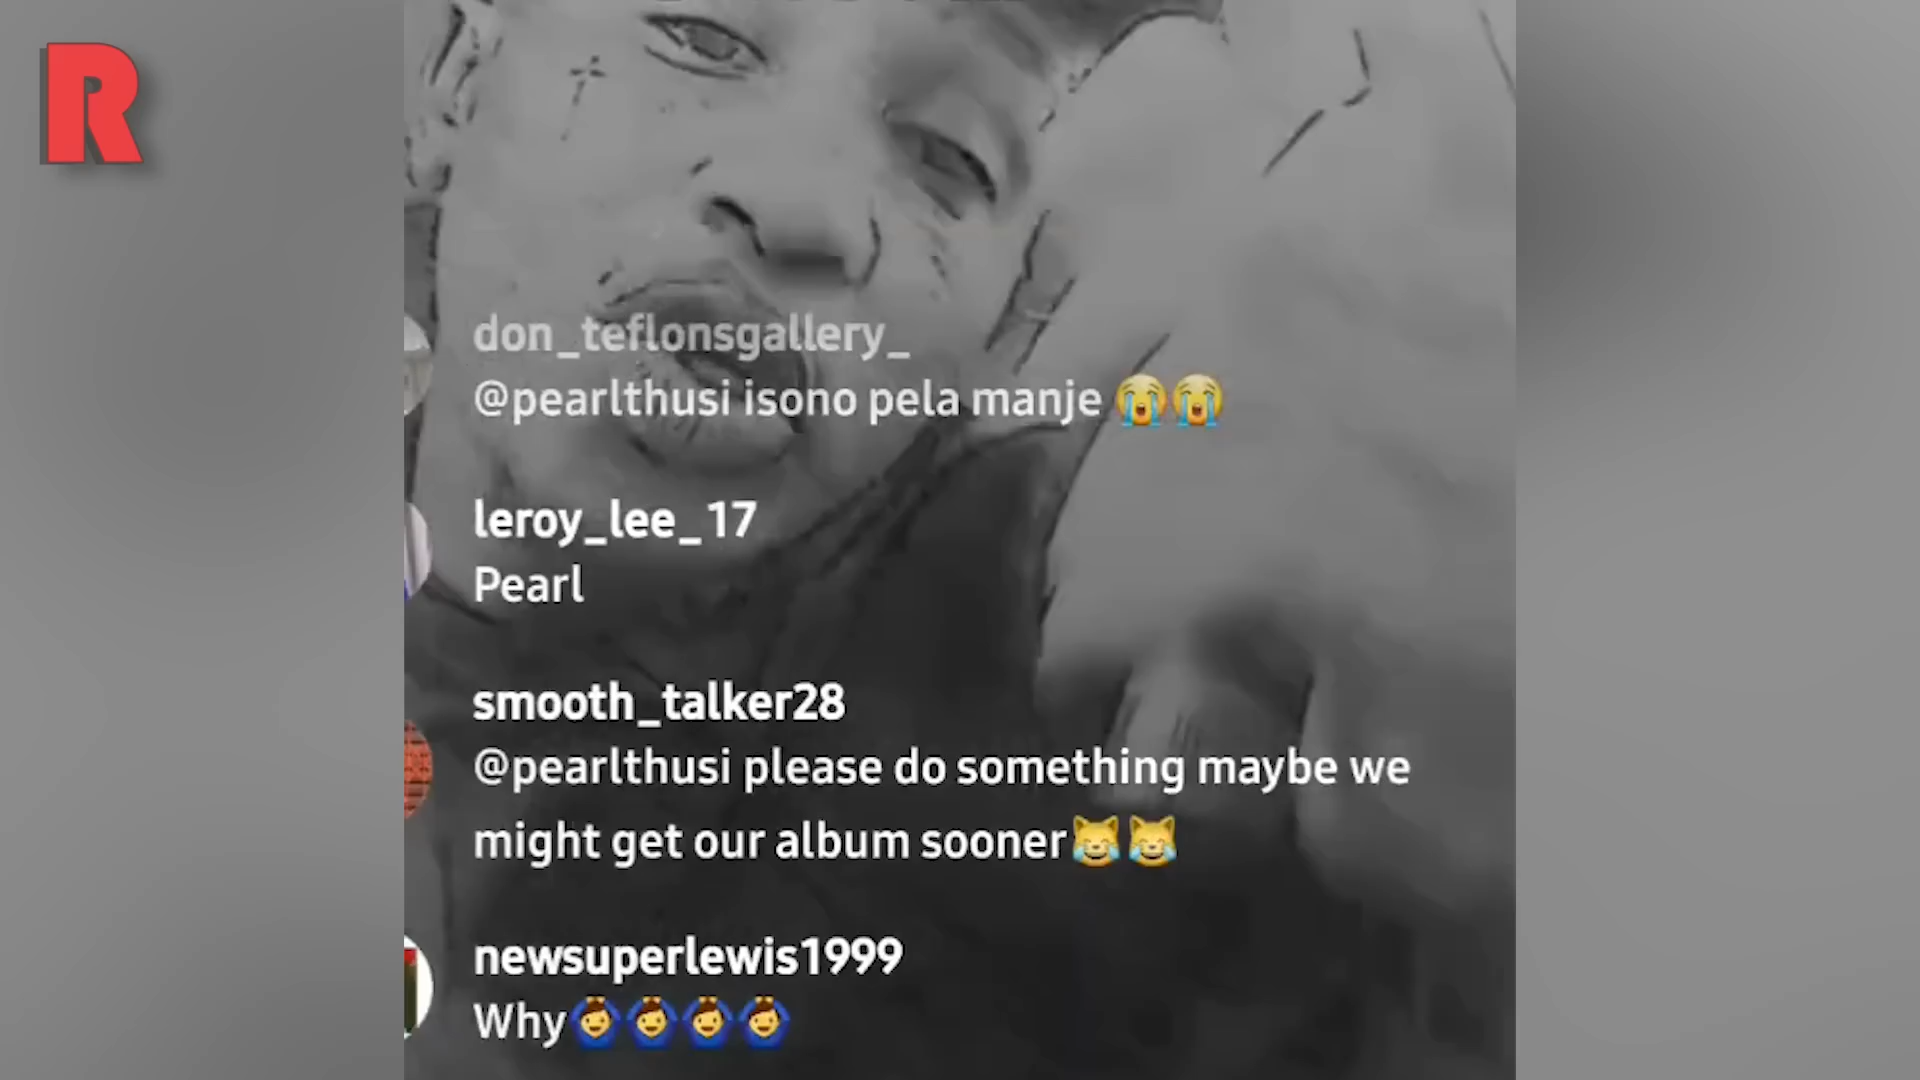 R
don_teflonsgallery_
@pearlthusi isono pela manje 😭😭
leroy_lee_17
Pearl
smooth_talker28
@pearlthusi please do something maybe we
might get our album sooner😹😹
newsuperlewis1999
Why🙆🙆🙆🙆